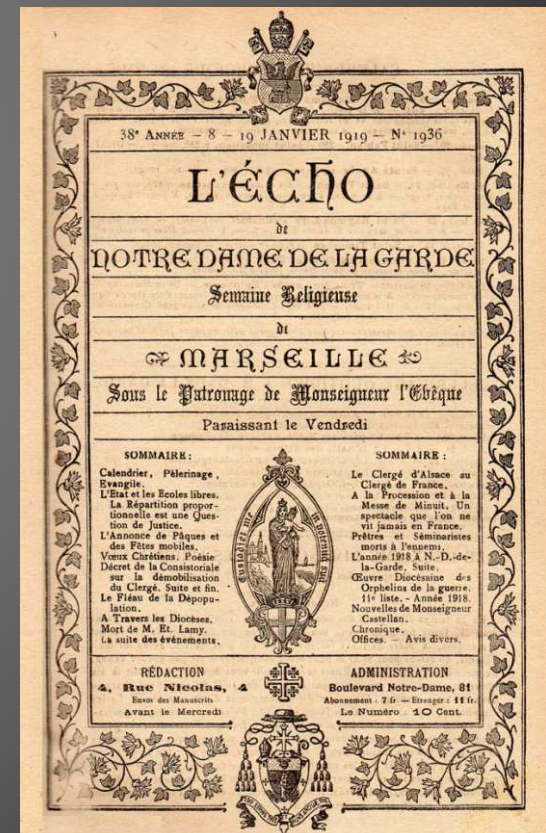 38e ANNÉE – 8 – 19 JANVIER 1919 – No 1936
L'ÉCHO
de
NOTRE DAME DE LA GARDE
Semaine Religieuse
de
MARSEILLE
Sous le Patronage de Monseigneur l'Evêque
Paraissant le Vendredi
SOMMAIRE :
Calendrier, Pèlerinage,
Evangile.
L'Etat et les Ecoles libres.
La Répartition propor-
tionnelle est une Ques-
tion de Justice.
L'Annonce de Pâques et
des Fêtes mobiles.
Vœux Chrétiens. Poésie
Décret de la Consistoriale
sur la démobilisation
du Clergé. Suite et fin.
Le Fléau de la Dépopu-
lation.
A Travers les Diocèses.
Mort de M. Et. Lamy.
La suite des événements.
Custodivit me in potenti sua
SOMMAIRE :
Le Clergé d'Alsace au
Clergé de France.
A la Procession et à la
Messe de Minuit. Un
spectacle que l'on ne
vit jamais en France.
Prêtres et Séminaristes
morts à l'ennemi.
L'année 1918 A N.-D.-de-
la-Garde. Suite.
Œuvre Diocésaine des
Orphelins de la guerre.
11e liste. - Année 1918.
Nouvelles de Monseigneur
Castellan.
Chronique.
Offices. – Avis divers.
RÉDACTION
4, Rue Nicolas, 4
Envoi des Manuscrits
Avant le Mercredi
ADMINISTRATION
Boulevard Notre-Dame, 81
Abonnement : 7 fr. — Etranger : 11 fr.
Le Numéro : 10 Cent.